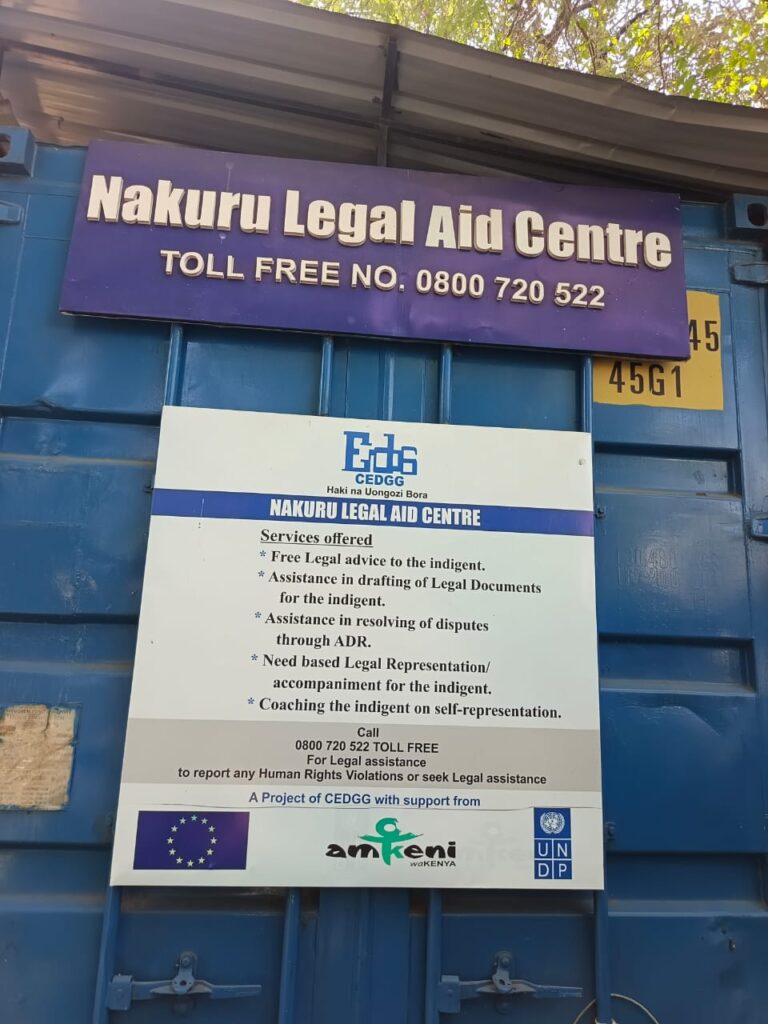 Nakuru Legal Aid Centre
TOLL FREE NO. 0800 720 522
45
45G1
CEDGG
Haki na Uongozi Bora
NAKURU LEGAL AID CENTRE
Services offered
* Free Legal advice to the indigent.
* Assistance in drafting of Legal Documents
for the indigent.
* Assistance in resolving of disputes
through ADR.
* Need based Legal Representation/
accompaniment for the indigent.
* Coaching the indigent on self-representation.
Call
0800 720 522 TOLL FREE
For Legal assistance
to report any Human Rights Violations or seek Legal assistance
A Project of CEDGG with support from
amkeni
waKENYA
UN
DP